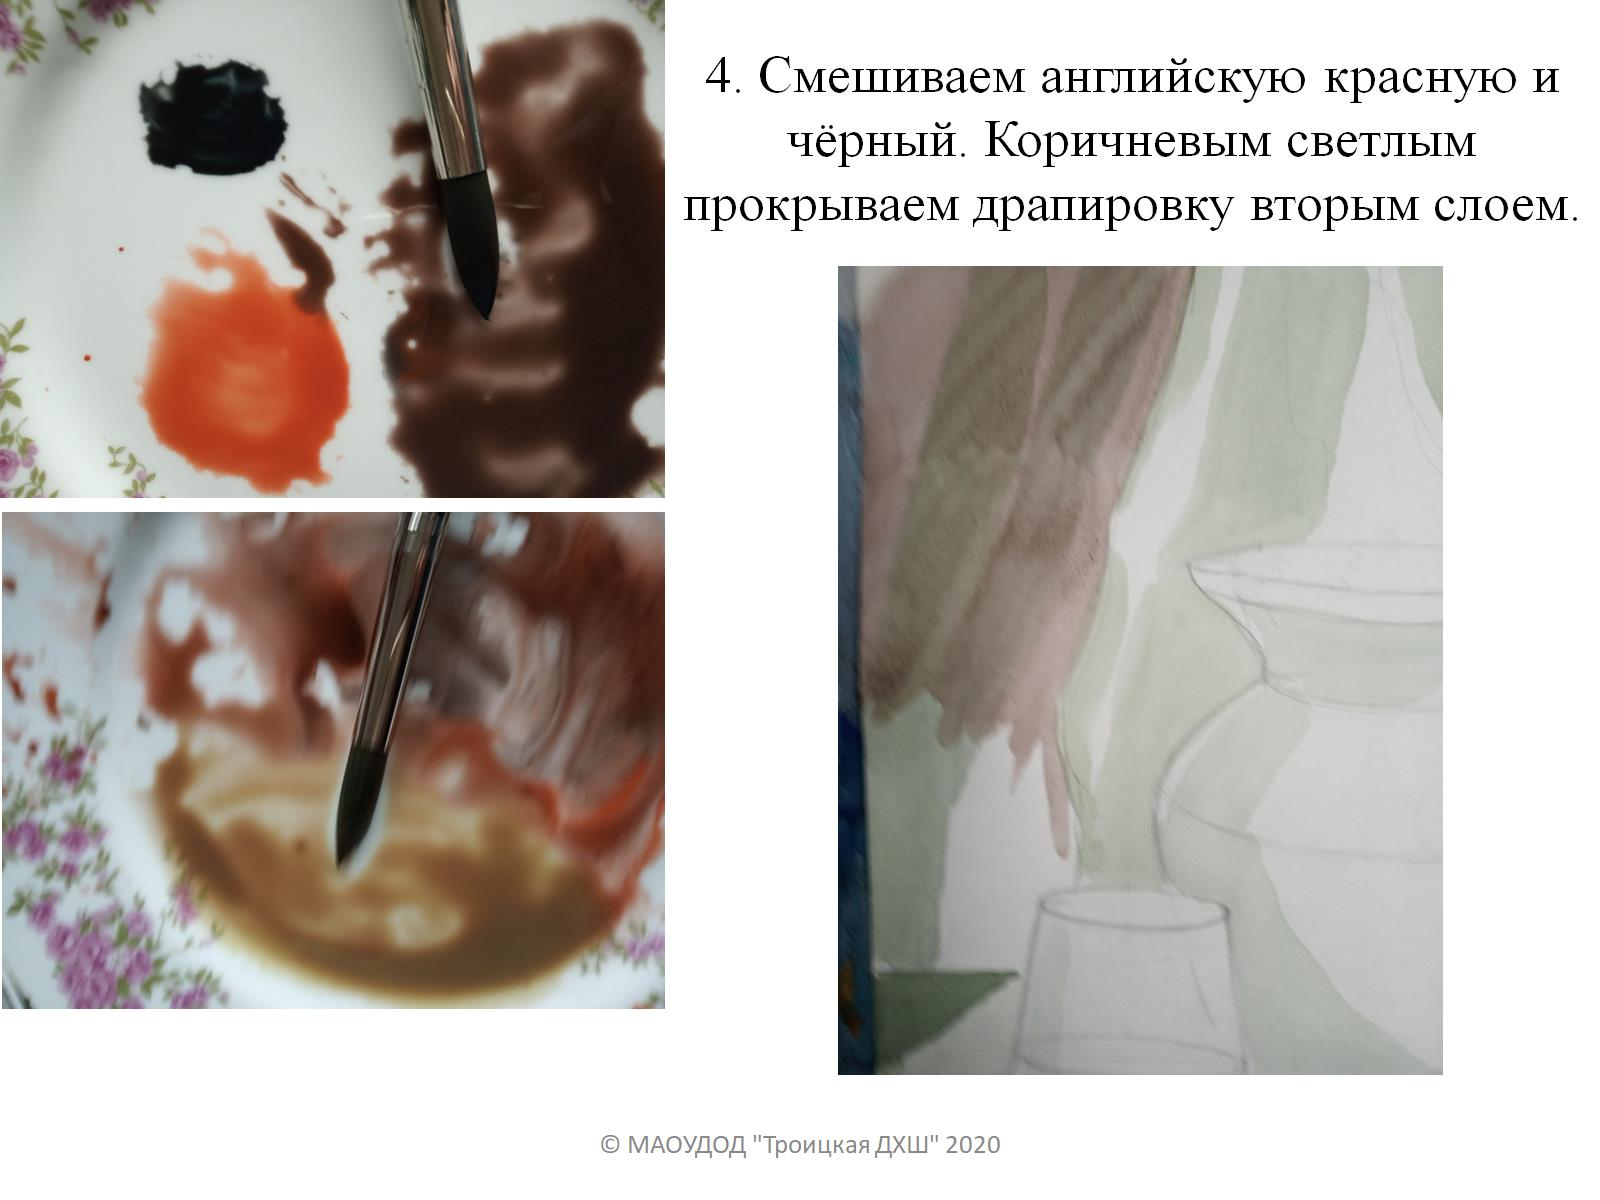 4. Смешиваем английскую красную и
чёрный. Коричневым светлым
прокрываем драпировку вторым слоем.
© МАОУДОД "Троицкая ДХШ" 2020